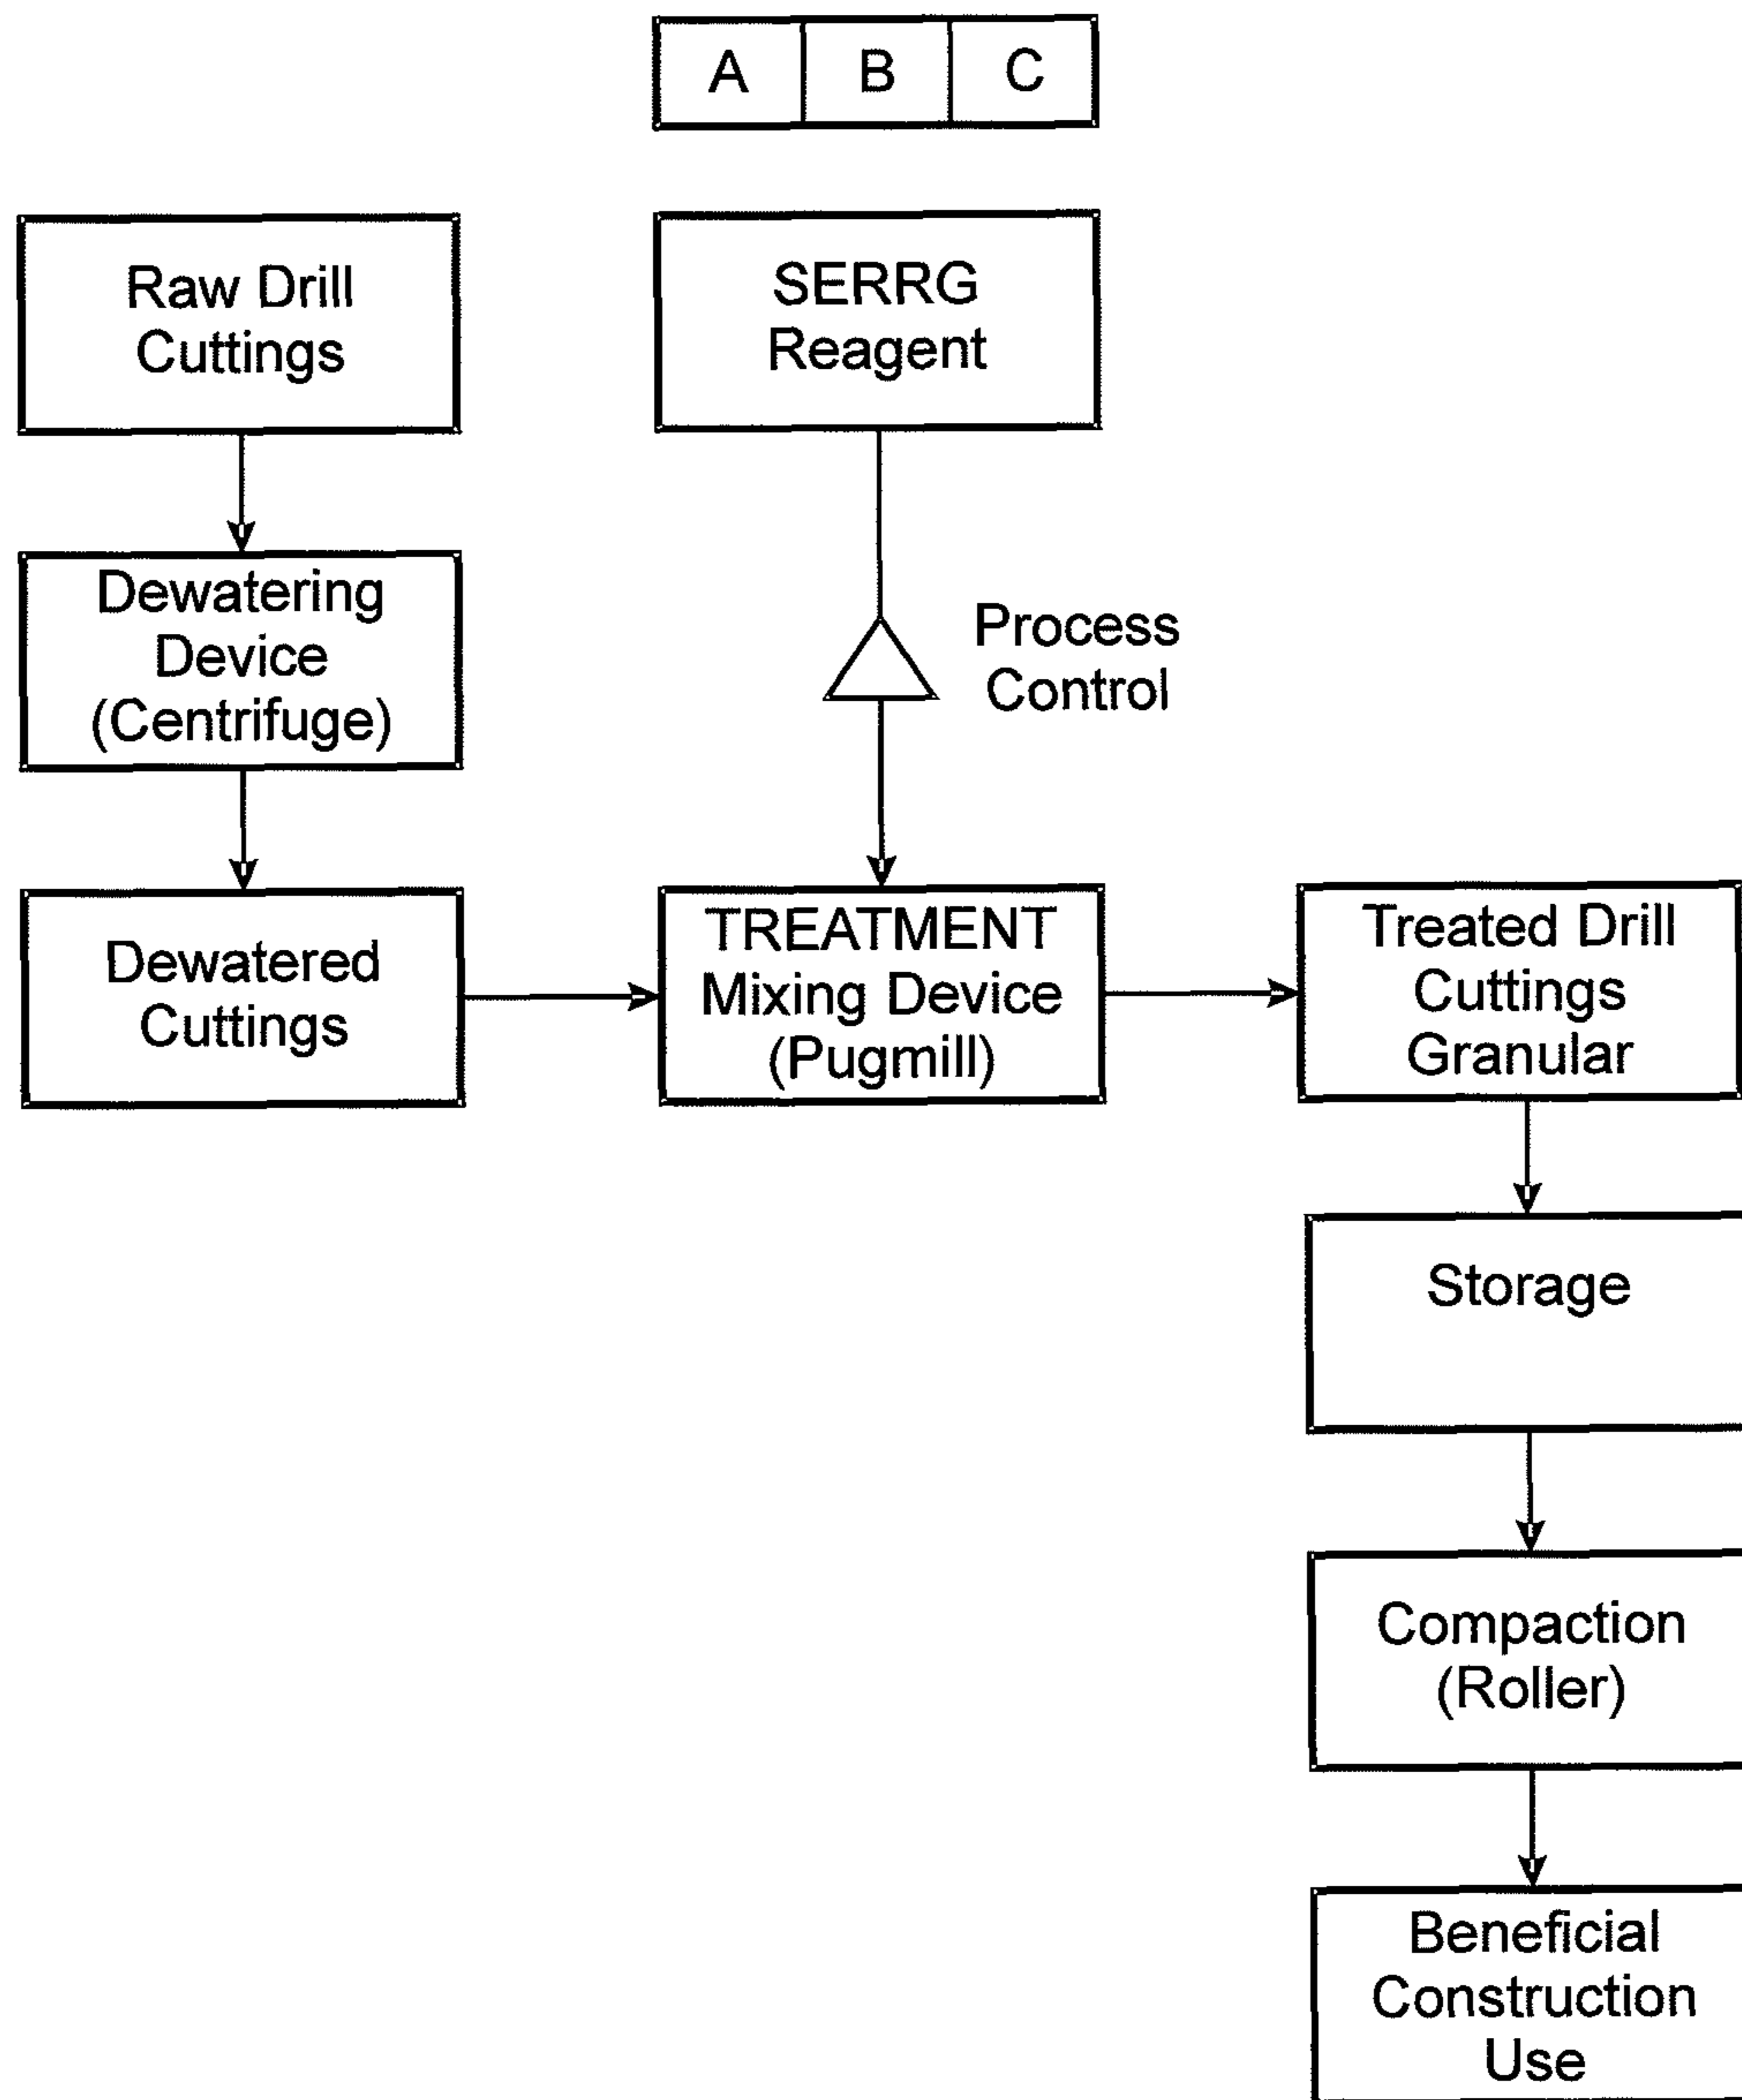 A B C
Raw Drill
Cuttings
SERRG
Reagent
Dewatering
Device
(Centrifuge)
Process
Control
Dewatered
Cuttings
TREATMENT
Mixing Device
(Pugmill)
Treated Drill
Cuttings
Granular
Storage
Compaction
(Roller)
Beneficial
Construction
Use